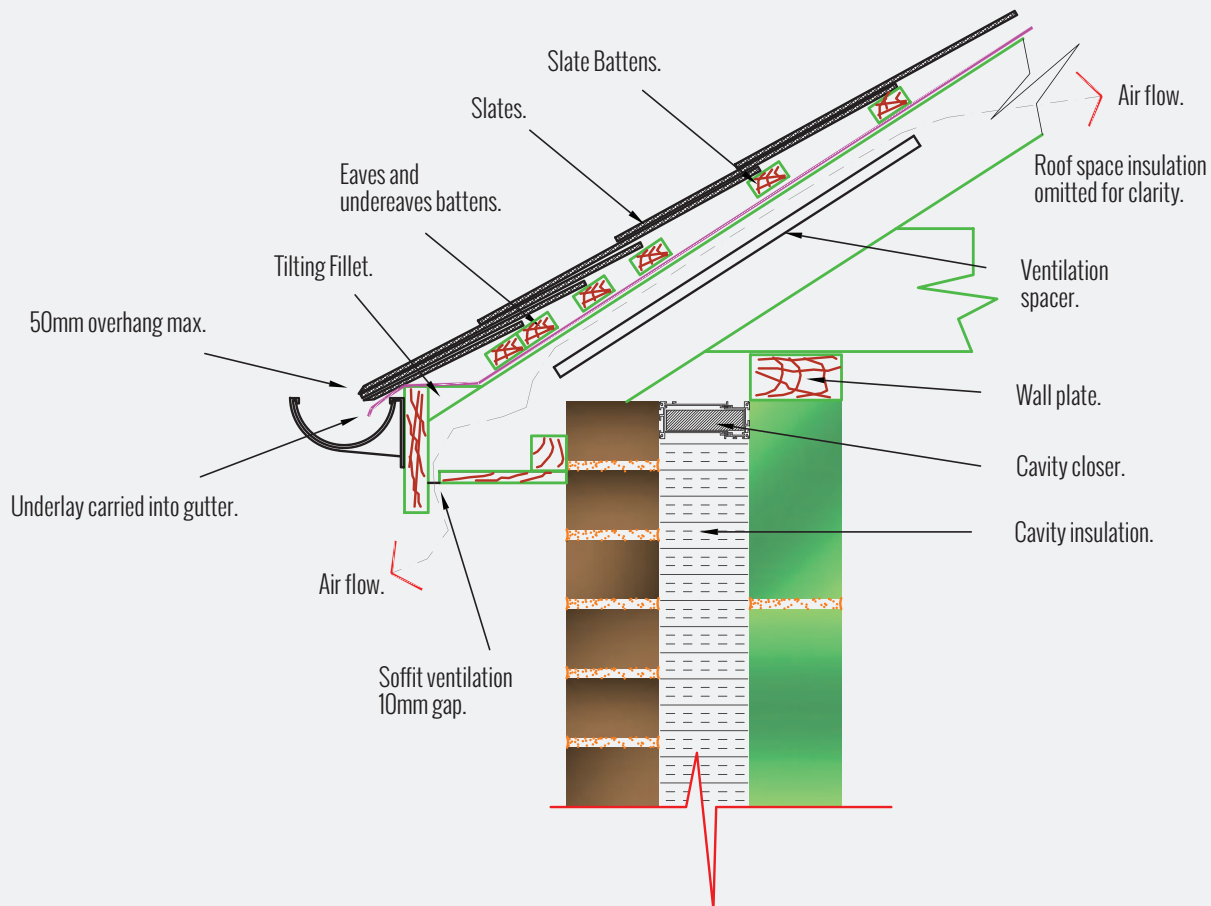 Slate Battens.
Slates.
Air flow.
Eaves and
undereaves battens.
Roof space insulation
omitted for clarity.
Tilting Fillet.
Ventilation
spacer.
50mm overhang max.
Wall plate.
Cavity closer.
Underlay carried into gutter.
Cavity insulation.
Air flow.
Soffit ventilation
10mm gap.